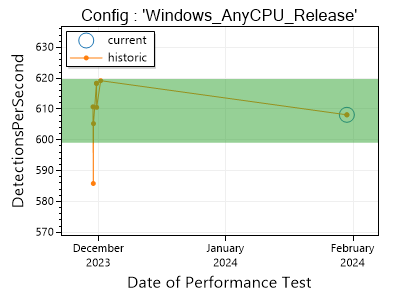 Config : 'Windows_AnyCPU_Release'
current
historic
DetectionsPerSecond
630
620
610
600
590
580
570
December
2023
January
2024
February
2024
Date of Performance Test